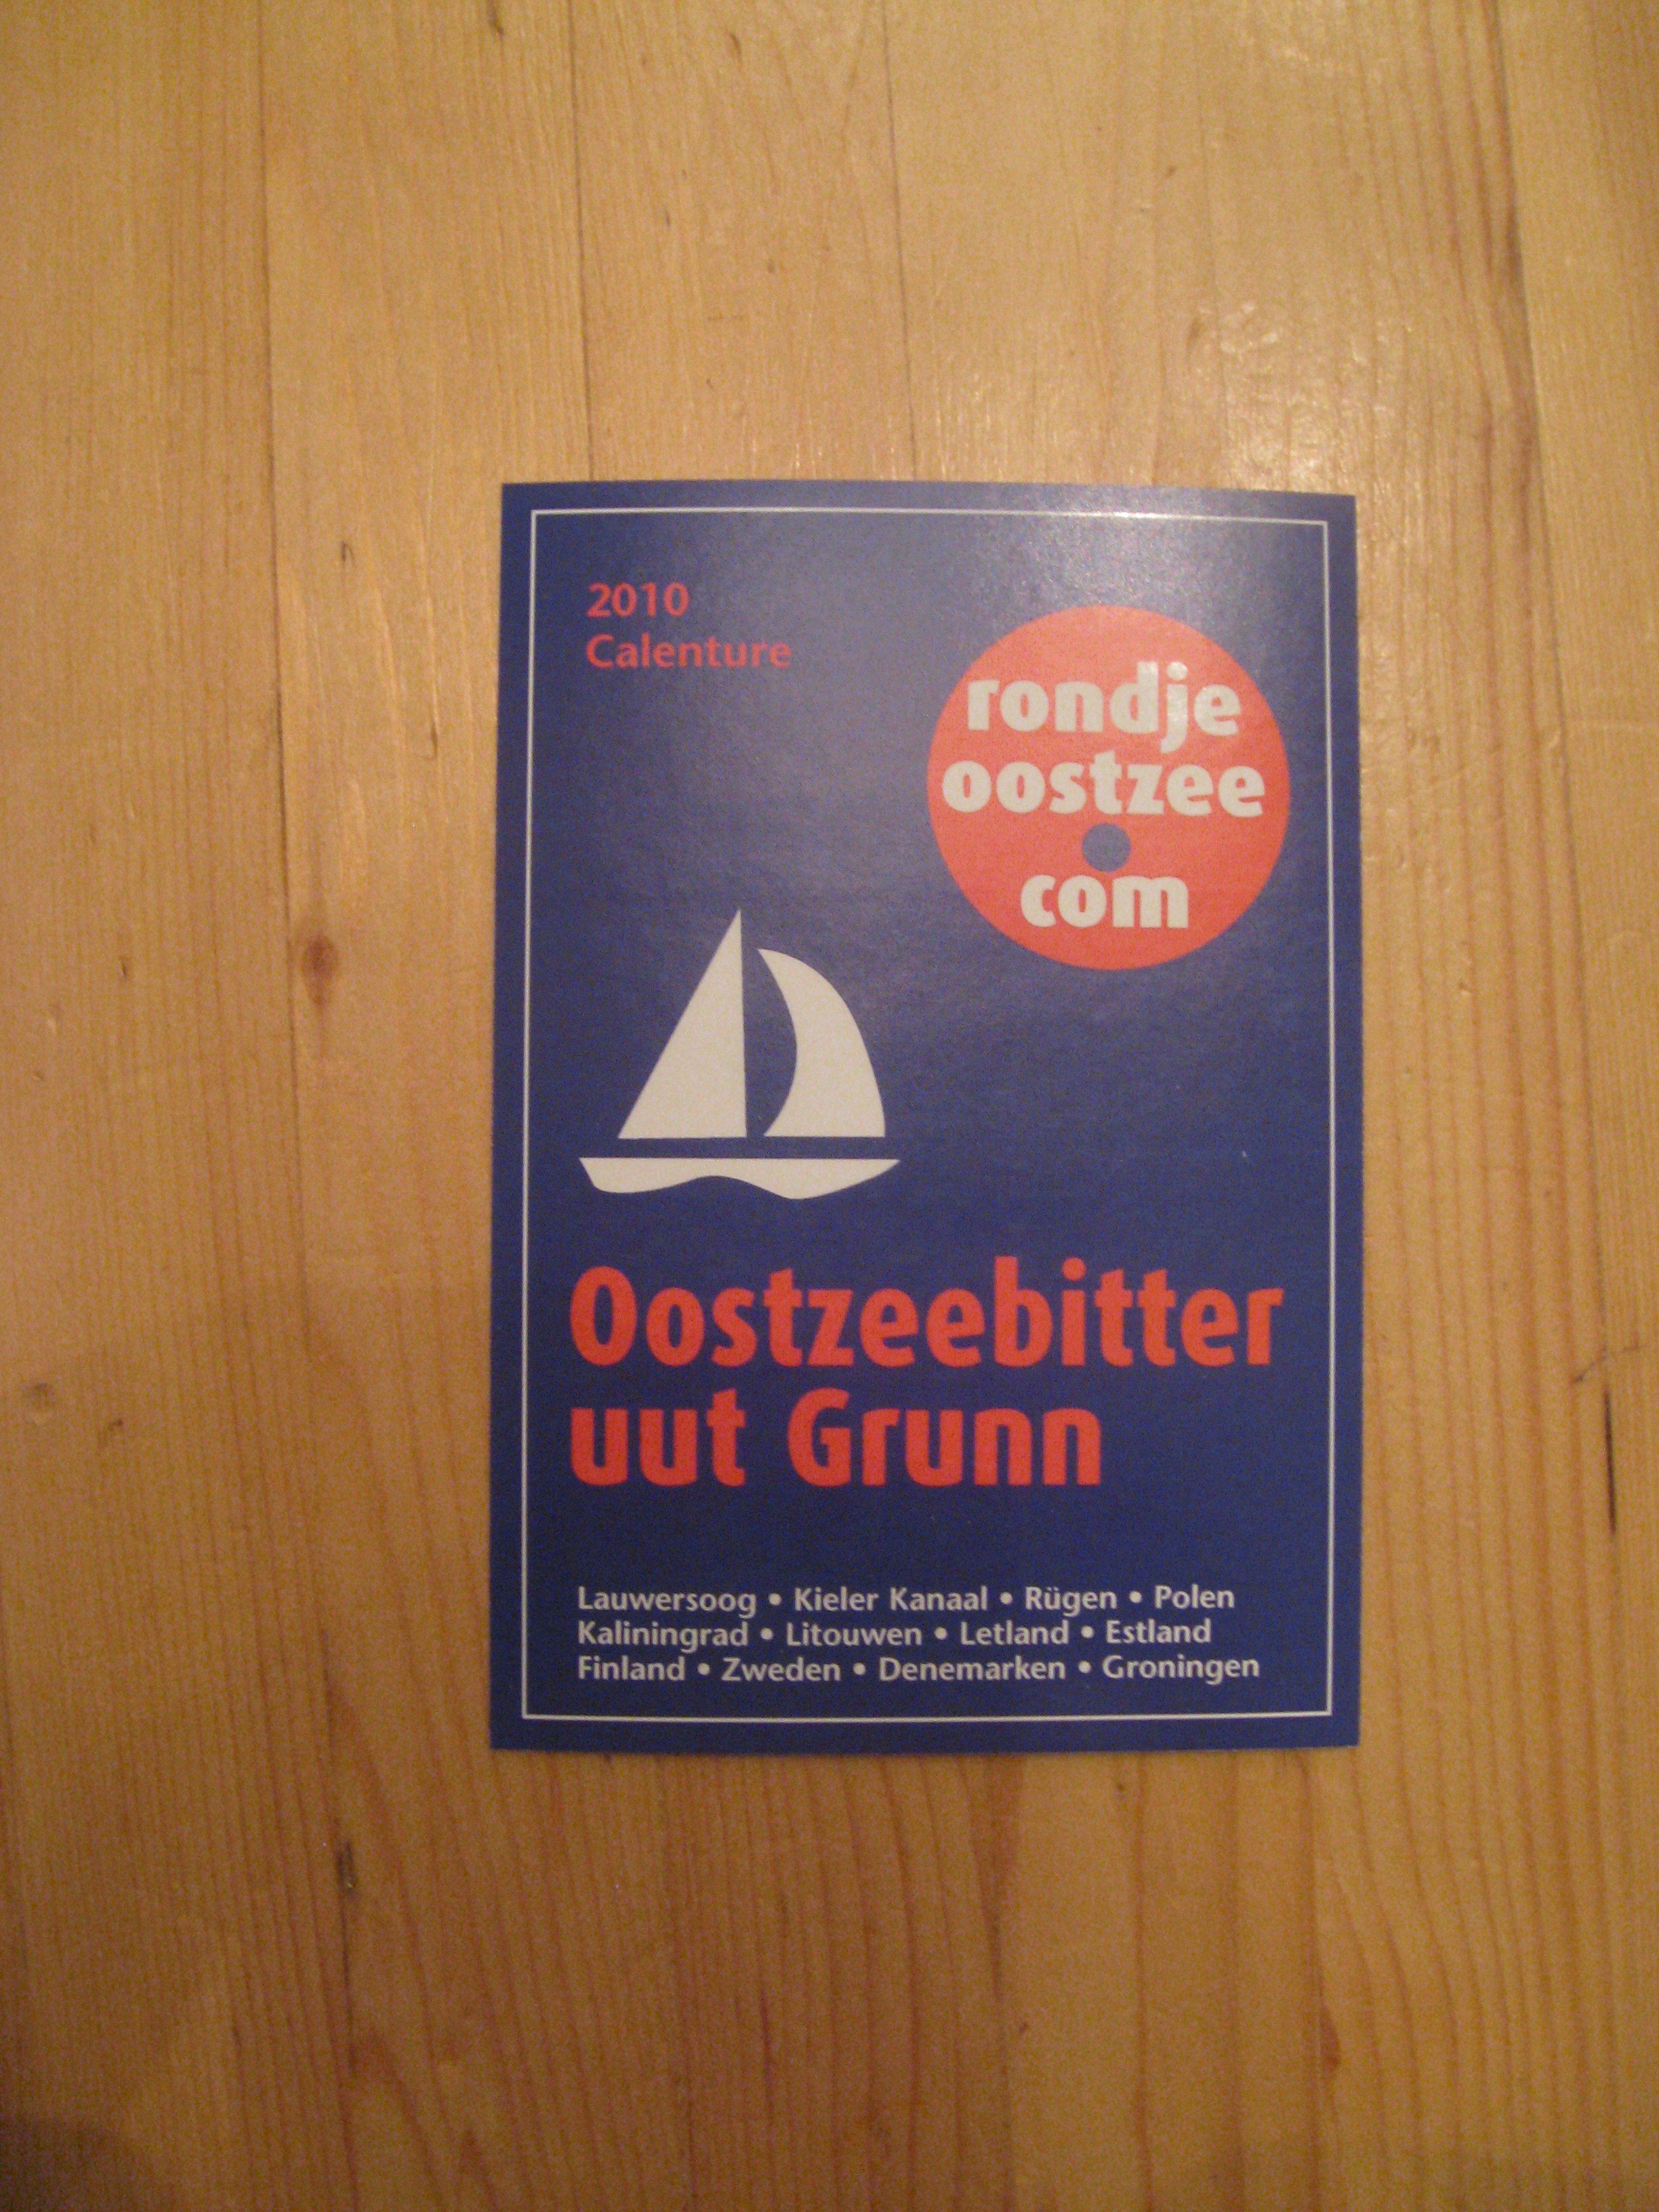 2010
Calenture
rondje
oostzee
com
Oostzeebitter
uut Grunn
Lauwersoog • Kieler Kanaal • Rügen • Polen
Kaliningrad • Litouwen • Letland • Estland
Finland • Zweden • Denemarken • Groningen